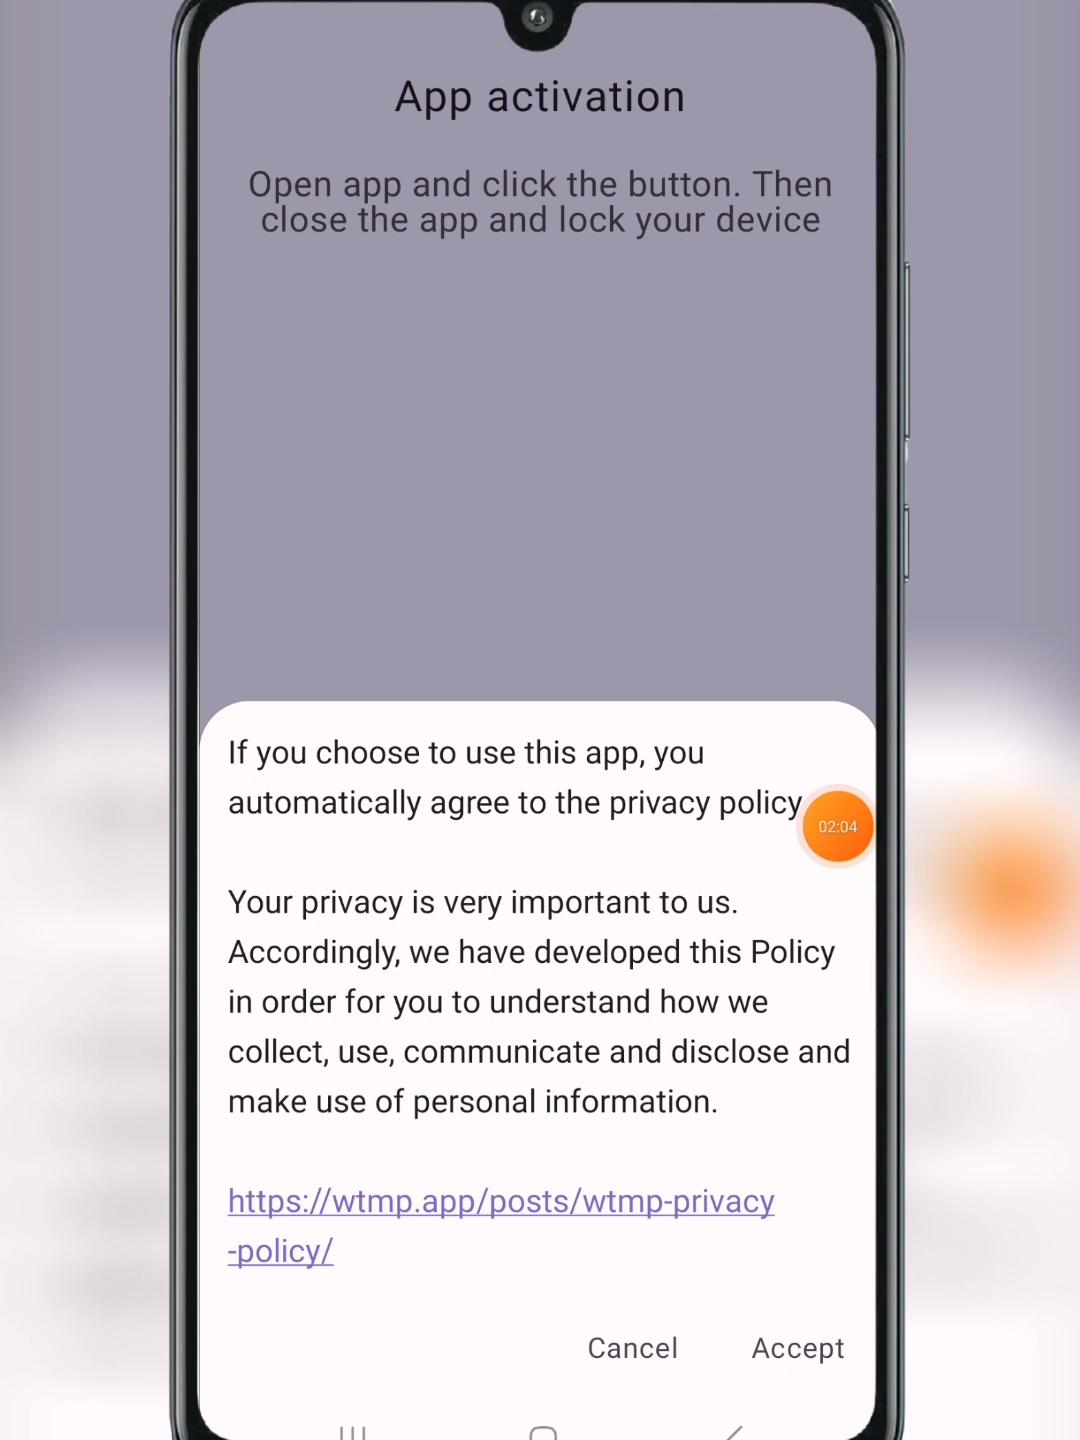 App activation
Open app and click the button. Then
close the app and lock your device
If you choose to use this app, you
automatically agree to the privacy policy
02:04
Your privacy is very important to us.
Accordingly, we have developed this Policy
in order for you to understand how we
collect, use, communicate and disclose and
make use of personal information.
https://wtmp.app/posts/wtmp-privacy
-policy/
Cancel
Accept